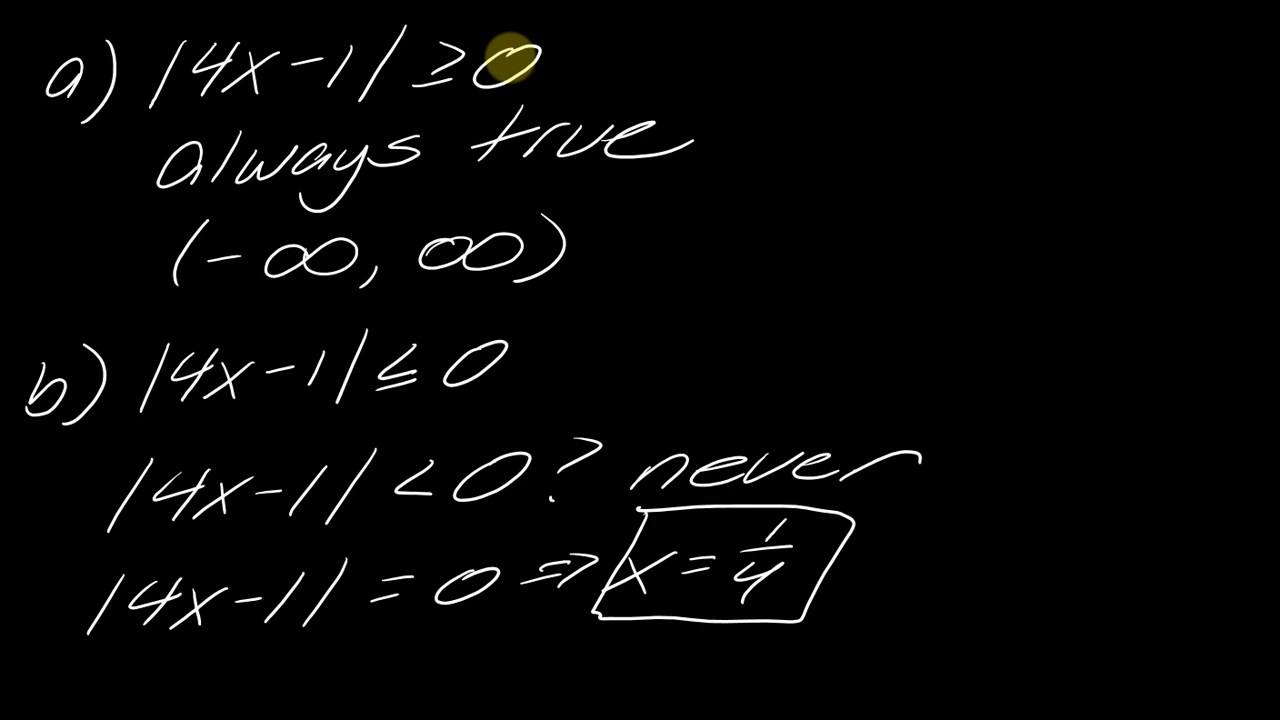 a) |4x-1| ≥0
always true
(-∞, ∞)
b) |4x-1| ≤ 0
|4x-1| <0? never
|4x-1| = 0 => x = 1/4